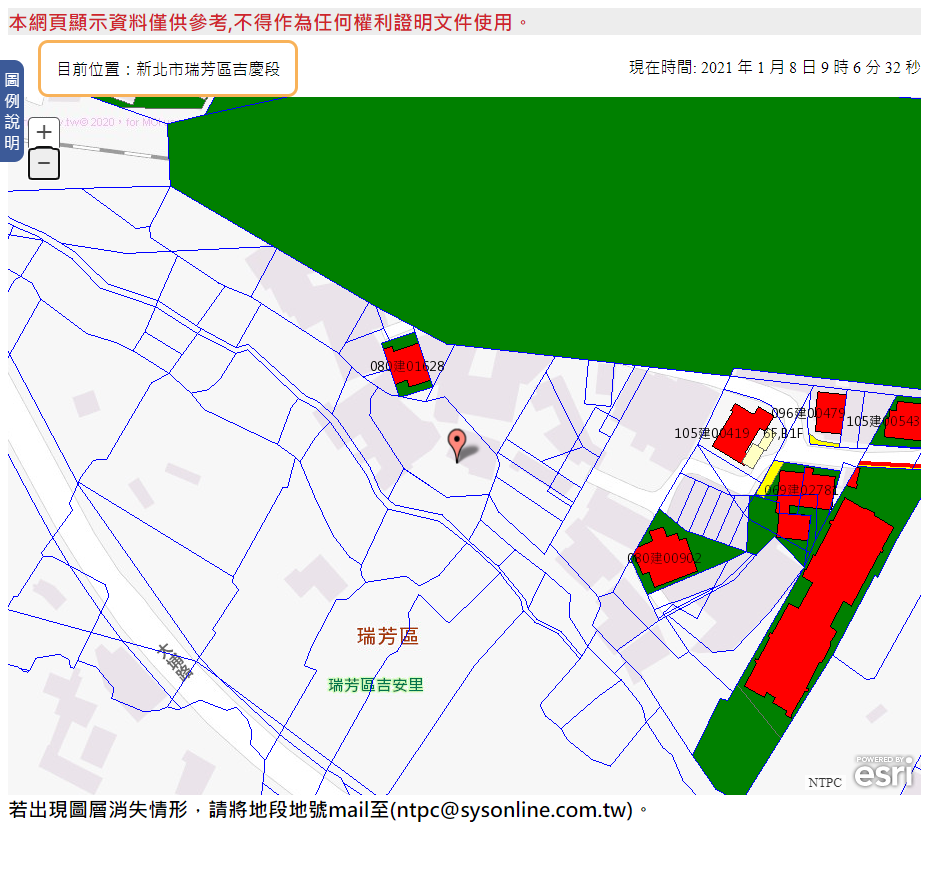 本網頁顯示資料僅供參考,不得作為任何權利證明文件使用。
目前位置：新北市瑞芳區吉慶段
現在時間: 2021 年 1 月 8 日 9 時 6 分 32 秒
圖例說明
.tw© 2020，for MO
+
−
080建01628
096建00479
105建00543
105建00419
6F,B1F
069建02781
080建00902
瑞芳區
大埔路
瑞芳區吉安里
POWERED BY
esri
NTPC
若出現圖層消失情形，請將地段地號mail至(ntpc@sysonline.com.tw)。